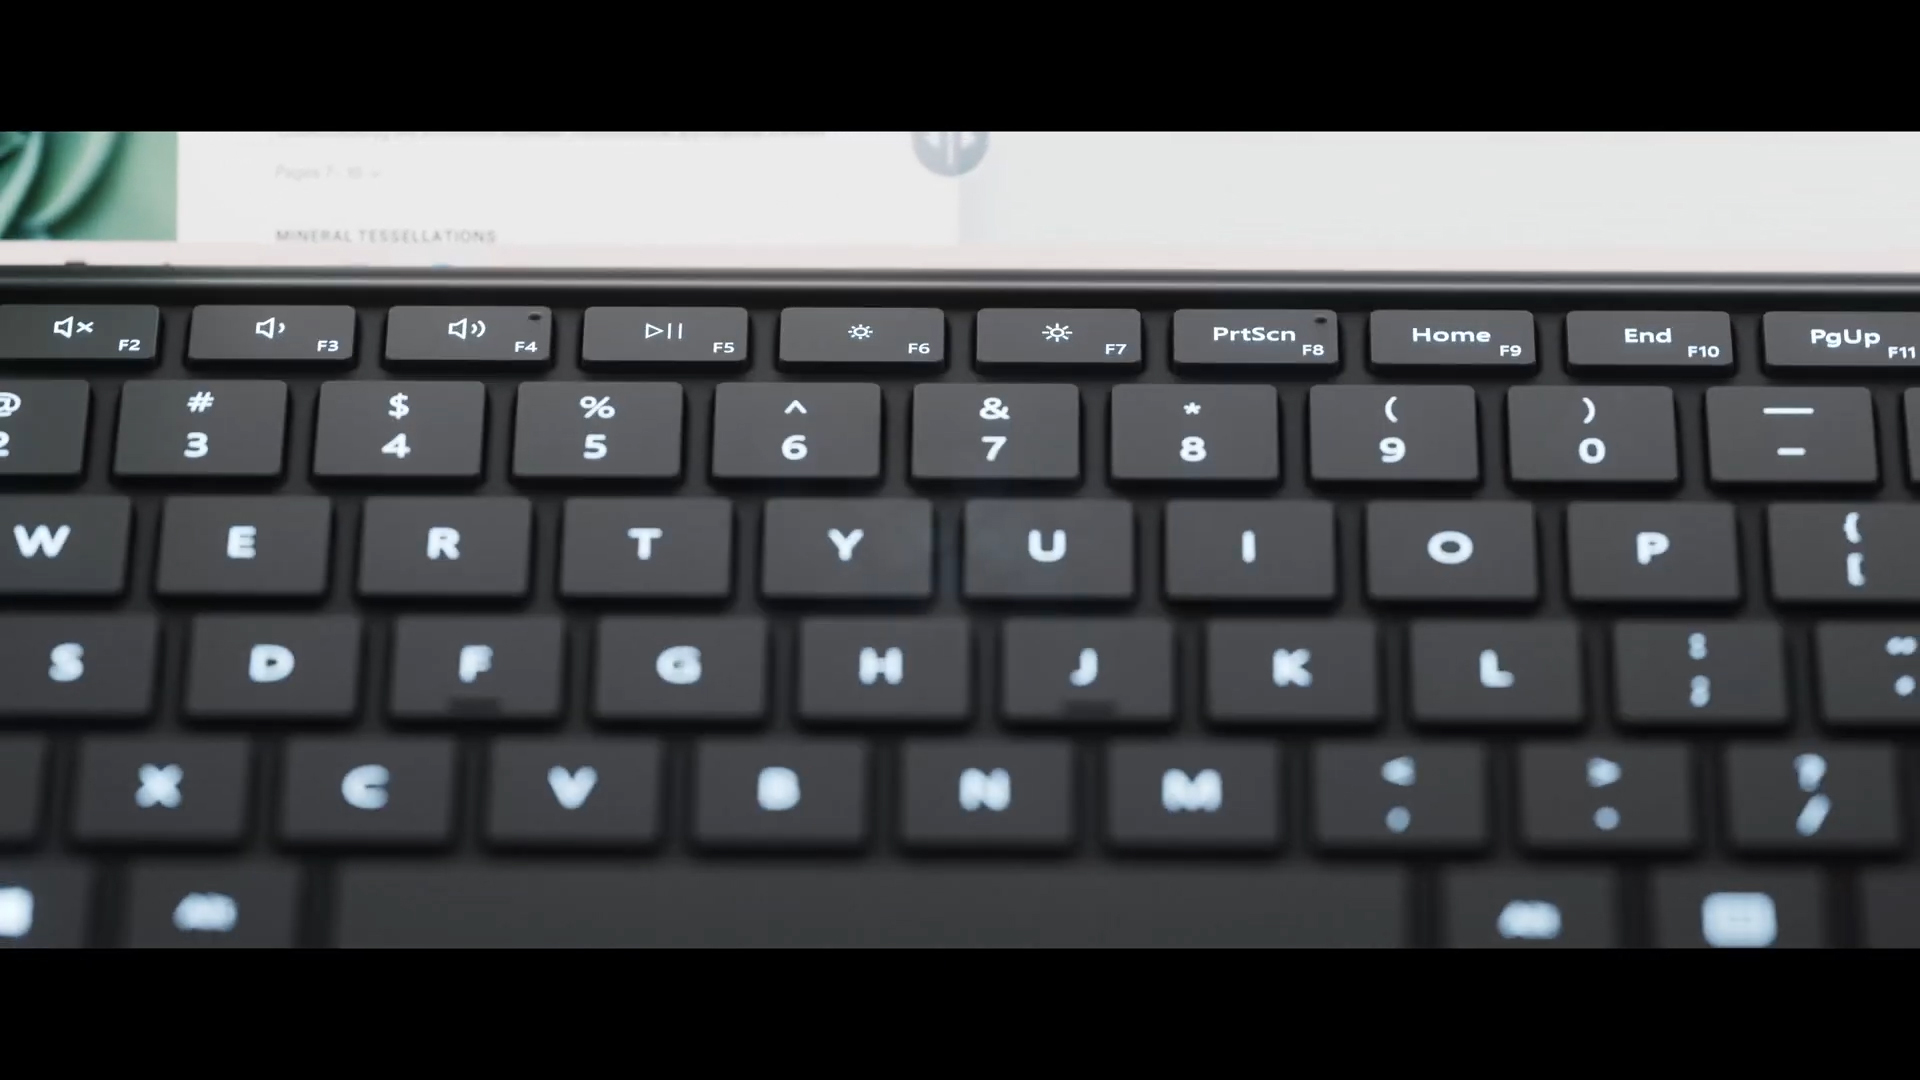 MINERAL TESSELLATIONS
F2 F3 F4 F5 F6 F7 PrtScn F8 Home F9 End F10 PgUp F11
@ # $ % ^ & * ( ) —
2 3 4 5 6 7 8 9 0 -
W E R T Y U I O P {
[
S D F G H J K L :
;
X C V B N M < > ?
, . /